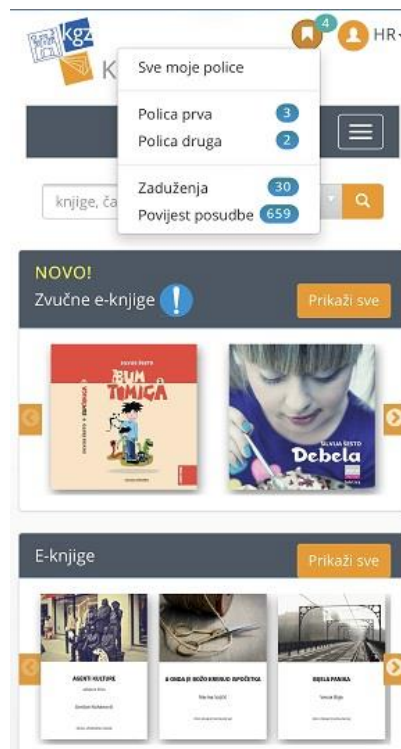 kgz
4
HR
K
Sve moje police
Polica prva 3
Polica druga 2
Zaduženja 30
Povijest posudbe 659
knjige, ča
NOVO!
Zvučne e-knjige !
Prikaži sve
SILVIJA ŠESTO
BUM
TOMICA
SILVIJA ŠESTO
Debela
E-knjige
Prikaži sve
AGENTI KULTURE
A ONDA JE BOŽO KRENUO ISPOČETKA
BIJELA PANIKA